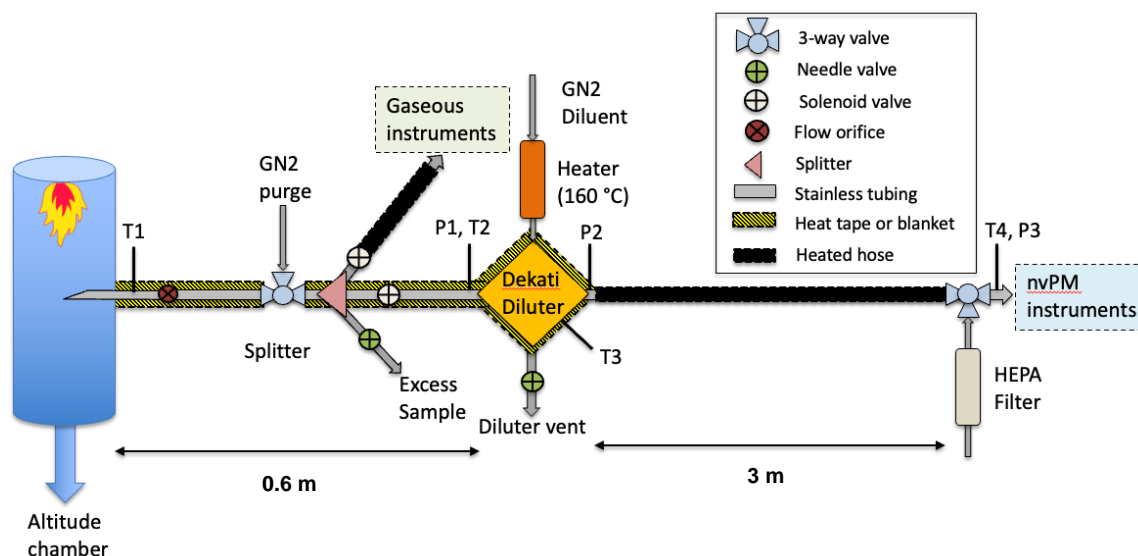 3-way valve
Needle valve
Solenoid valve
Flow orifice
Splitter
Stainless tubing
Heat tape or blanket
Heated hose
Gaseous
instruments
GN2
Diluent
Heater
(160 °C)
GN2
purge
T1
P1, T2
P2
T4, P3
Dekati
Diluter
nvPM
instruments
Splitter
T3
Excess
Sample
Diluter vent
HEPA
Filter
0.6 m
3 m
Altitude
chamber